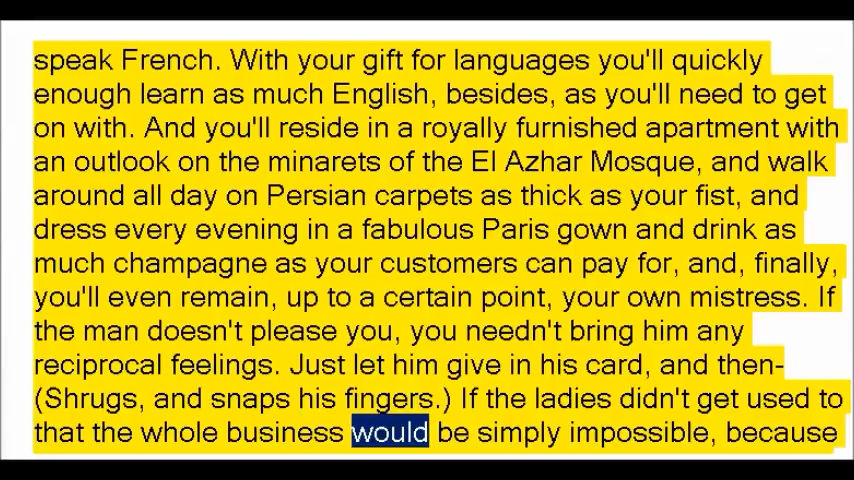 speak French. With your gift for languages you'll quickly
enough learn as much English, besides, as you'll need to get
on with. And you'll reside in a royally furnished apartment with
an outlook on the minarets of the El Azhar Mosque, and walk
around all day on Persian carpets as thick as your fist, and
dress every evening in a fabulous Paris gown and drink as
much champagne as your customers can pay for, and, finally,
you'll even remain, up to a certain point, your own mistress. If
the man doesn't please you, you needn't bring him any
reciprocal feelings. Just let him give in his card, and then-
(Shrugs, and snaps his fingers.) If the ladies didn't get used to
that the whole business would be simply impossible, because